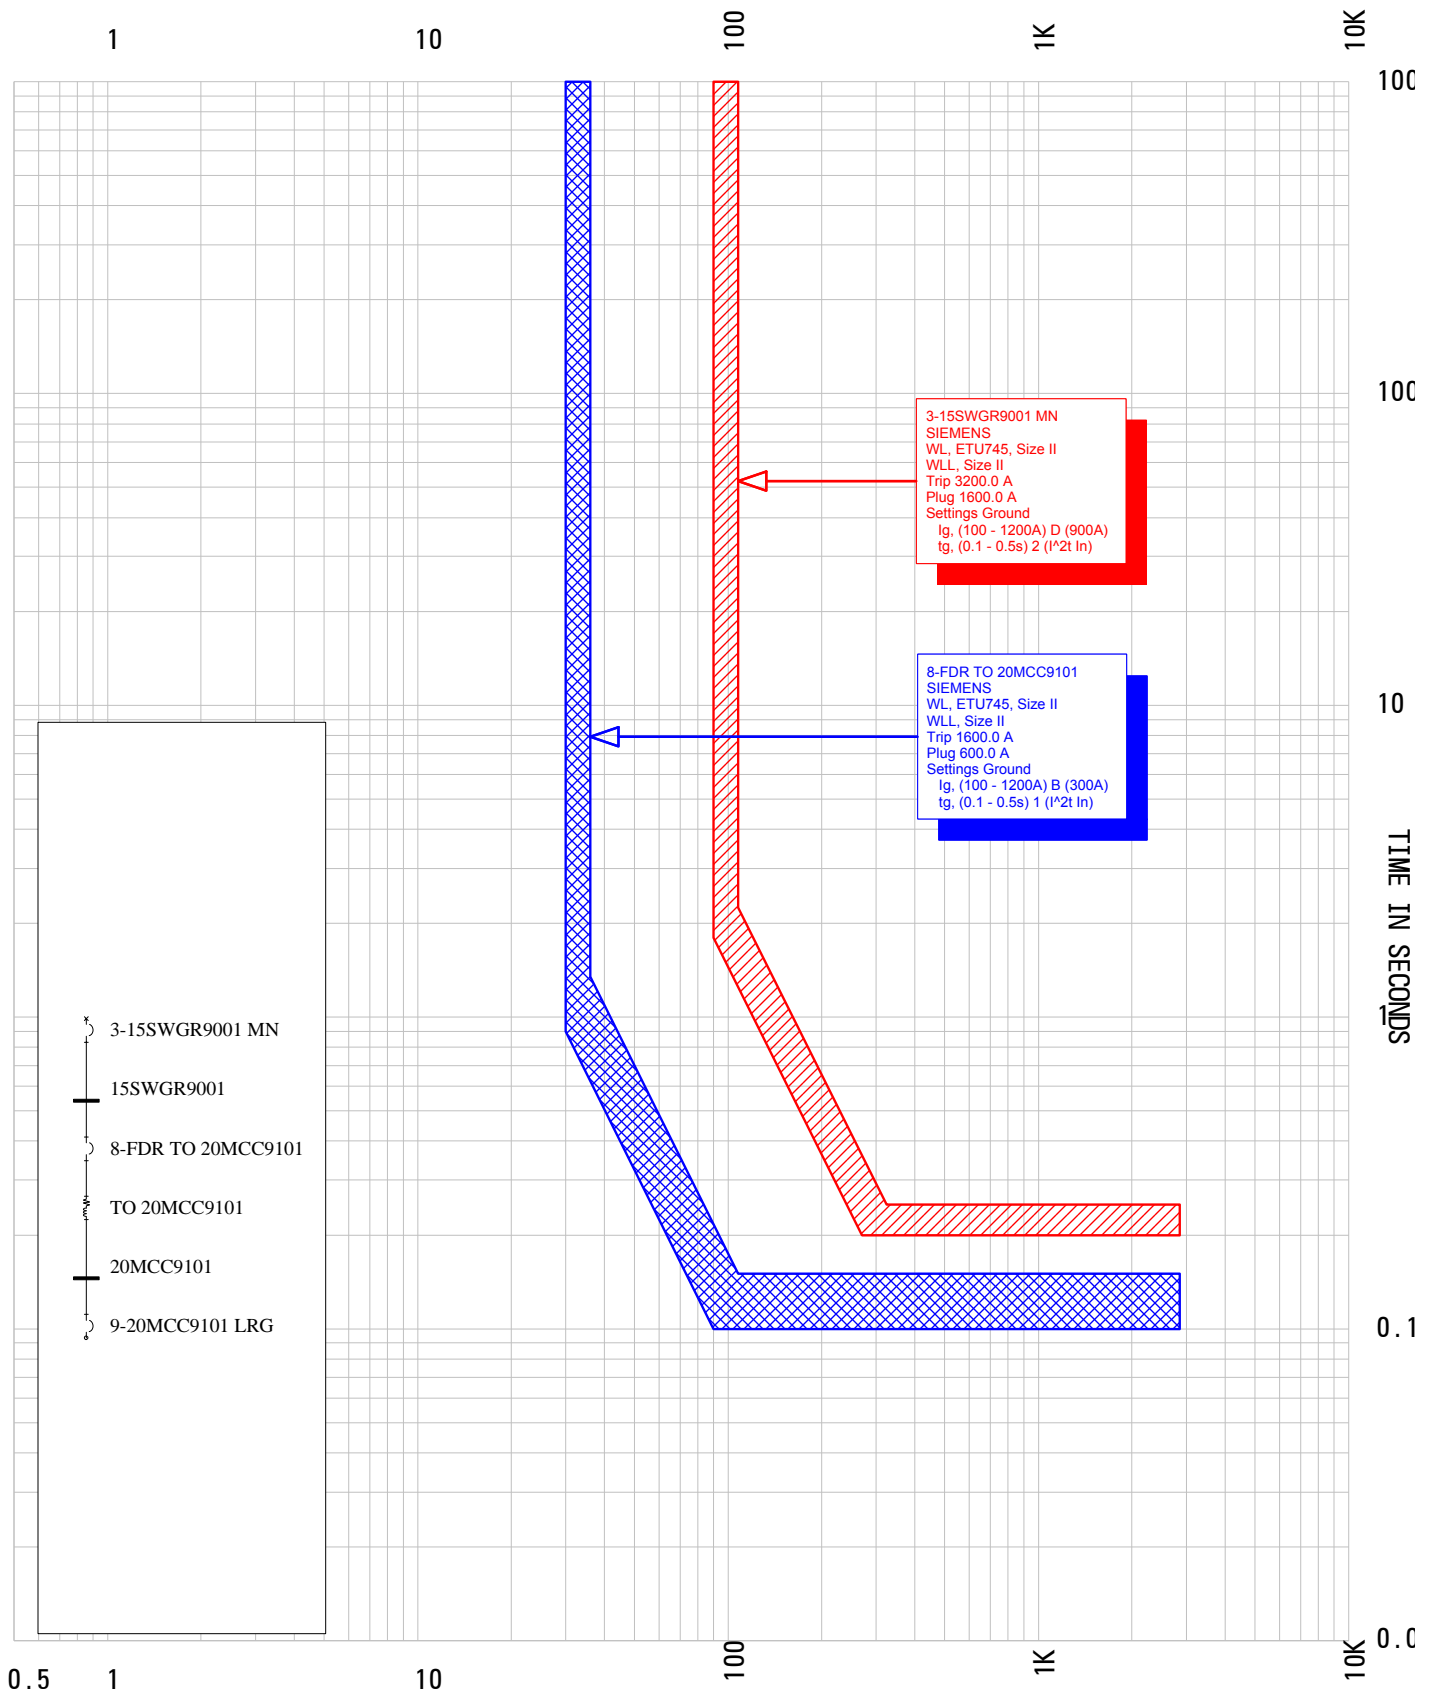 1 10 100 1K 10K
100
3-15SWGR9001 MN
SIEMENS
WL, ETU745, Size II
WLL, Size II
Trip 3200.0 A
Plug 1600.0 A
Settings Ground
Ig, (100 - 1200A) D (900A)
tg, (0.1 - 0.5s) 2 (I^2t In)
100
8-FDR TO 20MCC9101
SIEMENS
WL, ETU745, Size II
WLL, Size II
Trip 1600.0 A
Plug 600.0 A
Settings Ground
Ig, (100 - 1200A) B (300A)
tg, (0.1 - 0.5s) 1 (I^2t In)
10
TIME IN SECONDS
1
3-15SWGR9001 MN
15SWGR9001
8-FDR TO 20MCC9101
TO 20MCC9101
20MCC9101
9-20MCC9101 LRG
0.1
0.0
0.5 1 10 100 1K 10K